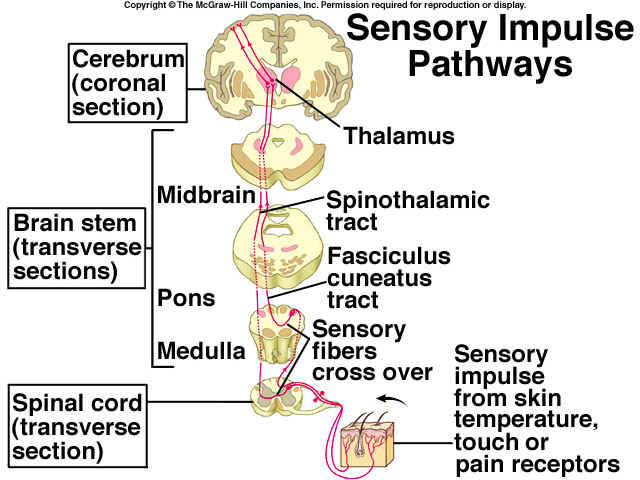 Copyright © The McGraw-Hill Companies, Inc. Permission required for reproduction or display.
Sensory Impulse
Pathways
Cerebrum
(coronal
section)
Thalamus
Midbrain
Spinothalamic
tract
Brain stem
(transverse
sections)
Fasciculus
cuneatus
tract
Pons
Medulla
Sensory
fibers
cross over
Spinal cord
(transverse
section)
Sensory
impulse
from skin
temperature,
touch or
pain receptors